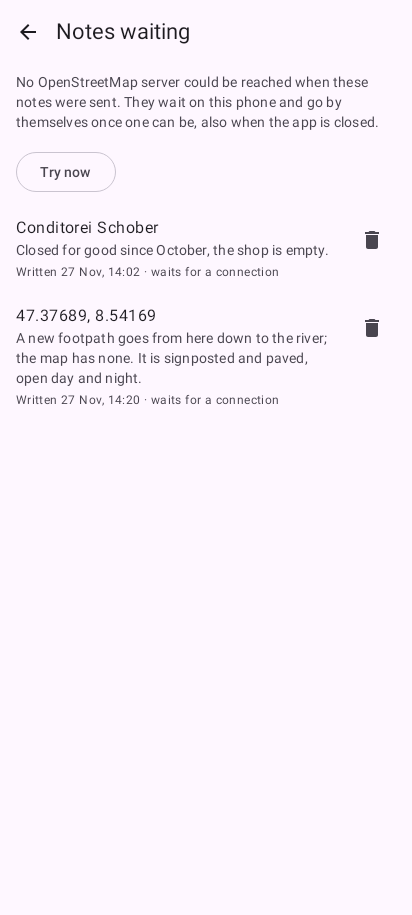 Notes waiting
No OpenStreetMap server could be reached when these
notes were sent. They wait on this phone and go by
themselves once one can be, also when the app is closed.
Try now
Conditorei Schober
Closed for good since October, the shop is empty.
Written 27 Nov, 14:02 · waits for a connection
47.37689, 8.54169
A new footpath goes from here down to the river;
the map has none. It is signposted and paved,
open day and night.
Written 27 Nov, 14:20 · waits for a connection